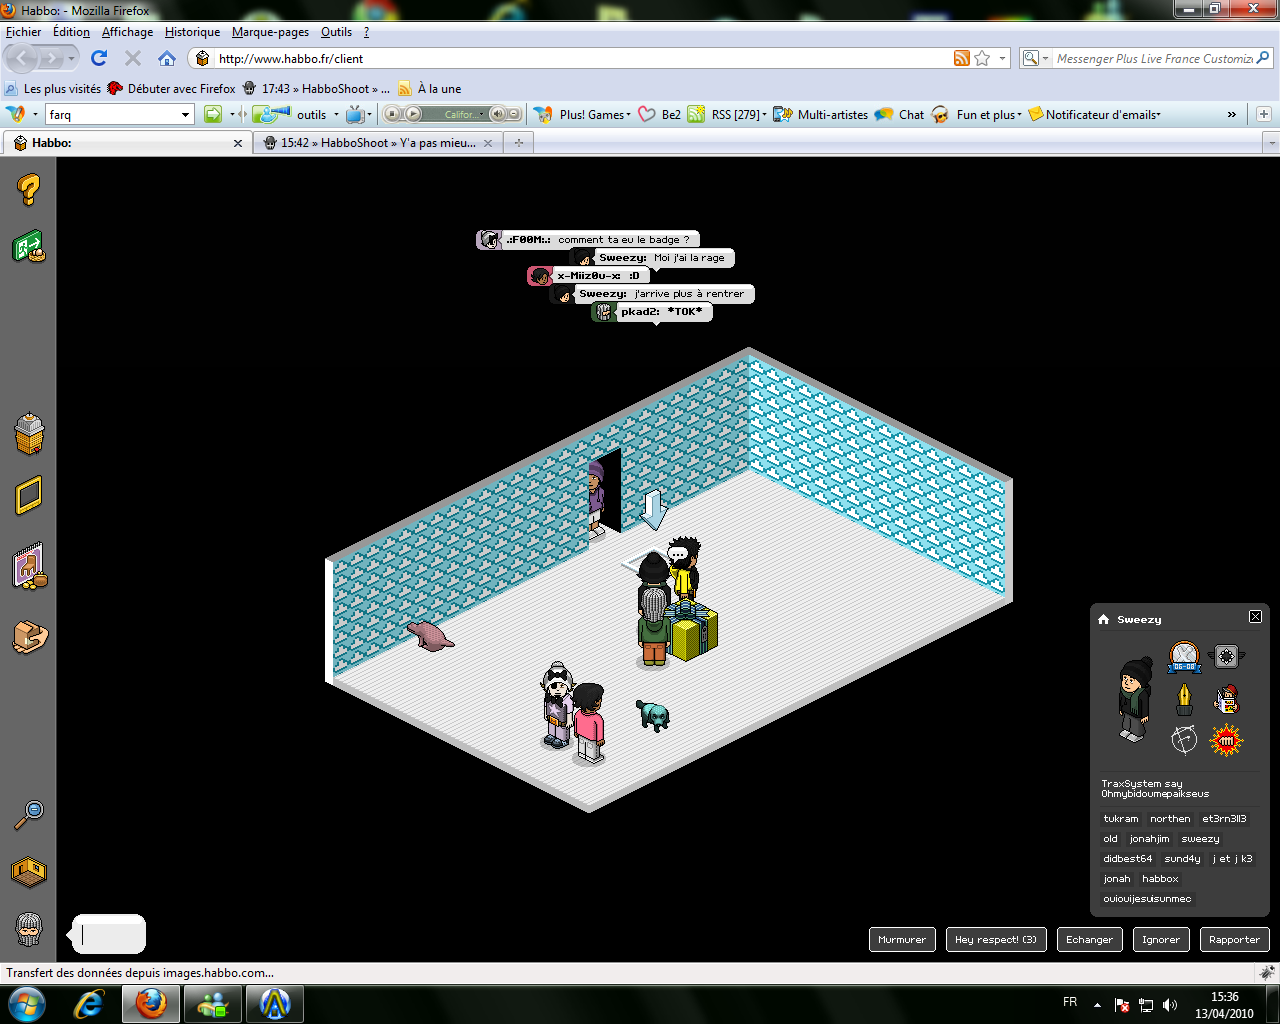 Habbo: - Mozilla Firefox
Fichier Édition Affichage Historique Marque-pages Outils ?
http://www.habbo.fr/client
Messenger Plus Live France Customiz
Les plus visités Débuter avec Firefox 17:43 » HabboShoot » ... À la une
farq outils Califor... Plus! Games Be2 RSS [279] Multi-artistes Chat Fun et plus Notificateur d'emails »
Habbo: 15:42 » HabboShoot » Y'a pas mieu...
.:F00M:.: comment ta eu le badge ?
Sweezy: Moi j'ai la rage
x-Miiz0u-x: :D
Sweezy: j'arrive plus à rentrer
pkad2: *TOK*
...
Sweezy
06-08
TraxSystem say
Ohmybidoumepaikseus
tukram northen et3rn3ll3
old jonahjim sweezy
didbest64 sund4y j et j k3
jonah habbox
ouiouijesuisunmec
Murmurer Hey respect! (3) Echanger Ignorer Rapporter
Transfert des données depuis images.habbo.com...
FR 15:36
13/04/2010